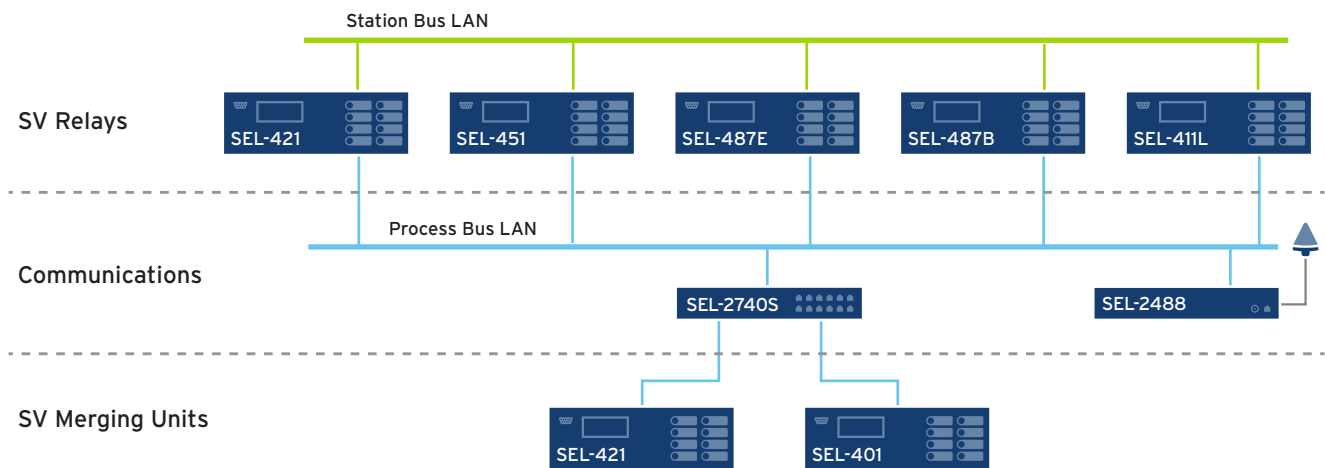 Station Bus LAN
SV Relays
SEL-421
SEL-451
SEL-487E
SEL-487B
SEL-411L
Process Bus LAN
Communications
SEL-2740S
SEL-2488
SV Merging Units
SEL-421
SEL-401